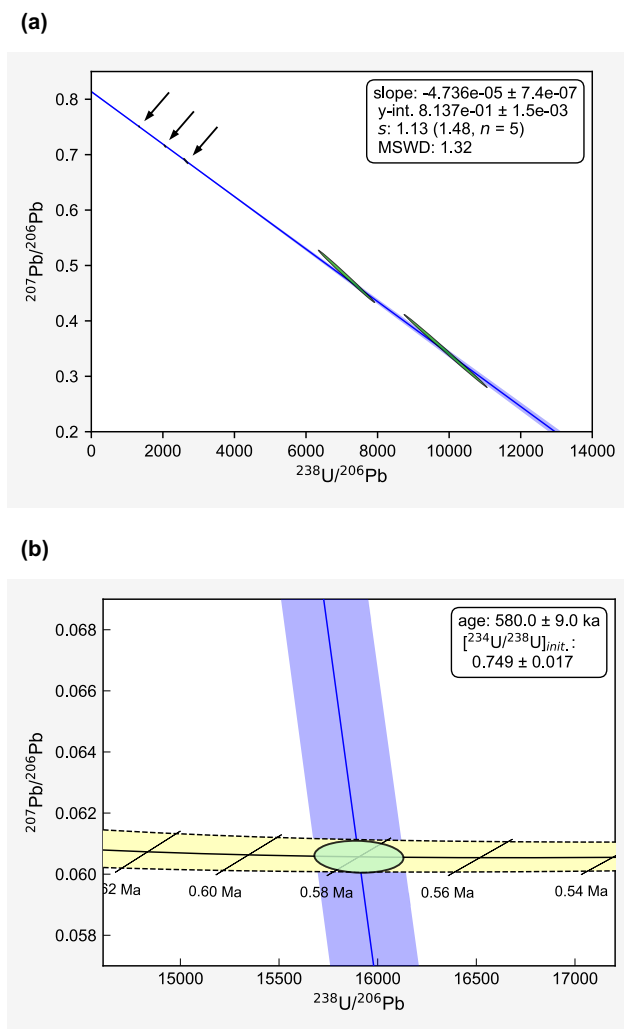 (a)
slope: -4.736e-05 ± 7.4e-07
y-int. 8.137e-01 ± 1.5e-03
s: 1.13 (1.48, n = 5)
MSWD: 1.32
0.8
0.7
0.6
0.5
0.4
0.3
0.2
²⁰⁷Pb/²⁰⁶Pb
0 2000 4000 6000 8000 10000 12000 14000
²³⁸U/²⁰⁶Pb
(b)
age: 580.0 ± 9.0 ka
[²³⁴U/²³⁸U]init. :
0.749 ± 0.017
0.068
0.066
0.064
0.062
0.060
0.058
²⁰⁷Pb/²⁰⁶Pb
62 Ma 0.60 Ma 0.58 Ma 0.56 Ma 0.54 Ma
15000 15500 16000 16500 17000
²³⁸U/²⁰⁶Pb